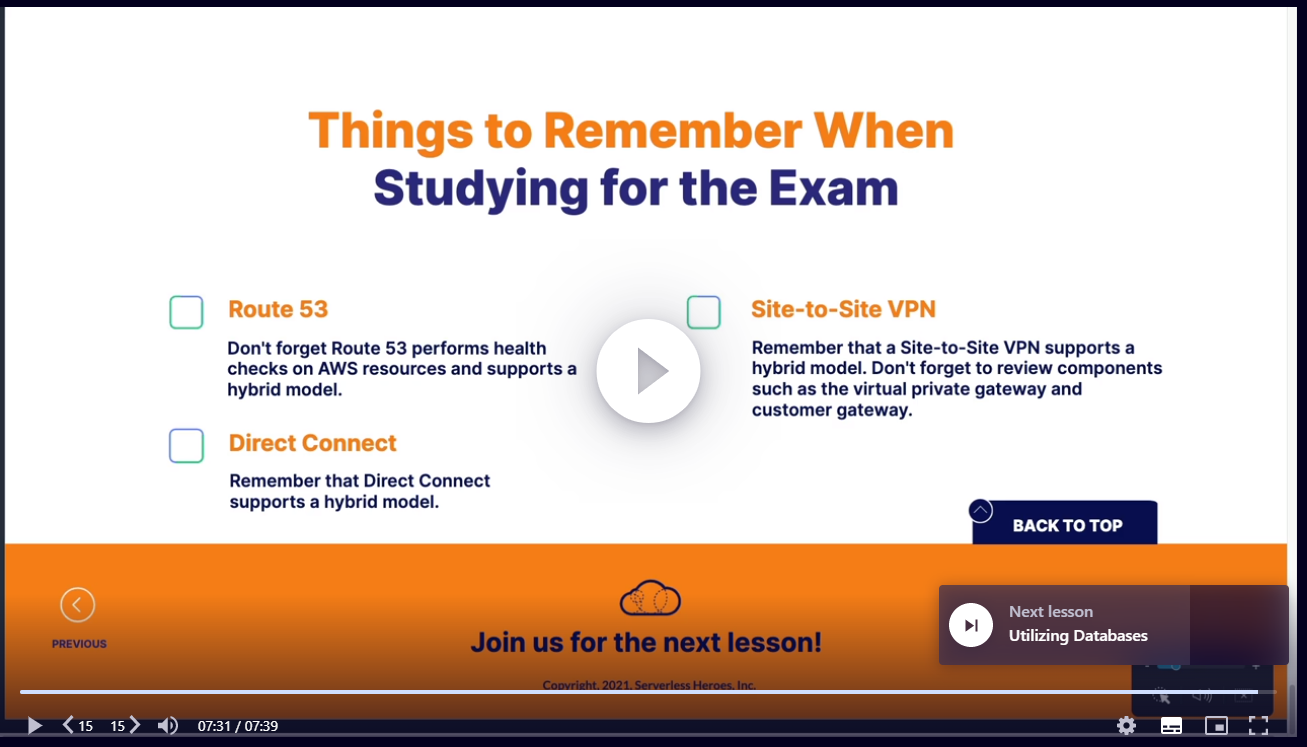 Things to Remember When
Studying for the Exam
Route 53
Don't forget Route 53 performs health
checks on AWS resources and supports a
hybrid model.
Direct Connect
Remember that Direct Connect
supports a hybrid model.
Site-to-Site VPN
Remember that a Site-to-Site VPN supports a
hybrid model. Don't forget to review components
such as the virtual private gateway and
customer gateway.
BACK TO TOP
PREVIOUS
Join us for the next lesson!
Copyright, 2021, Serverless Heroes, Inc.
Next lesson
Utilizing Databases
15 15 07:31 / 07:39